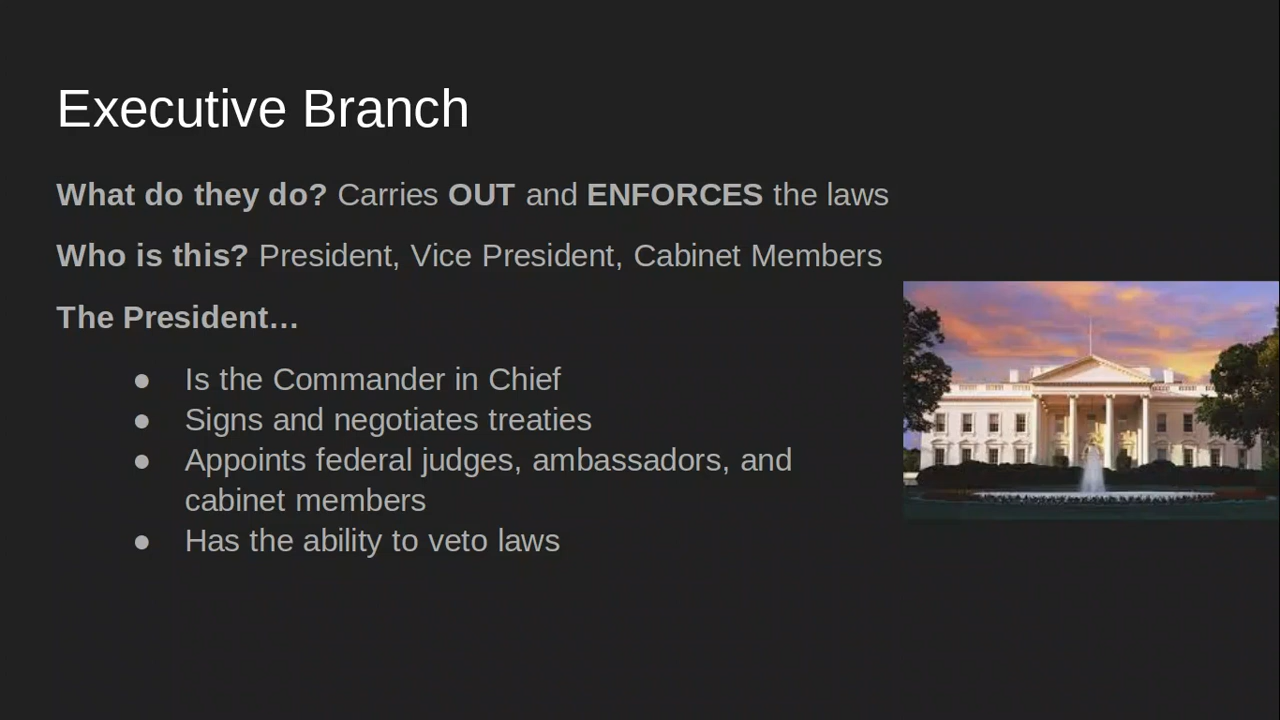 Executive Branch
What do they do? Carries OUT and ENFORCES the laws
Who is this? President, Vice President, Cabinet Members
The President…
● Is the Commander in Chief
● Signs and negotiates treaties
● Appoints federal judges, ambassadors, and
cabinet members
● Has the ability to veto laws